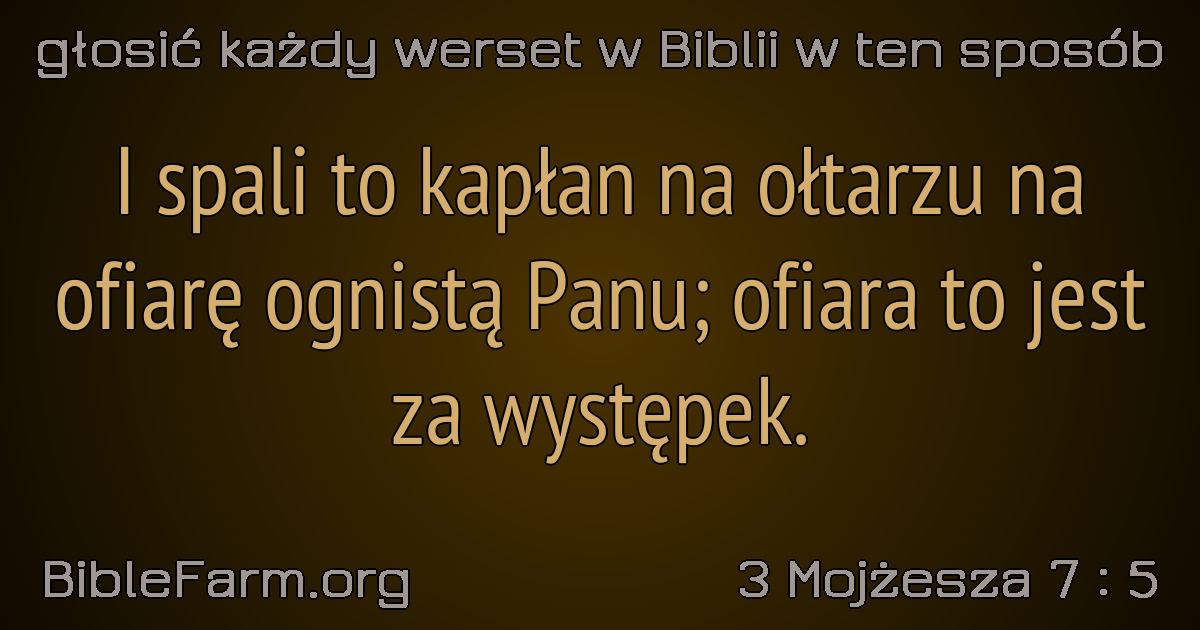 głosić każdy werset w Biblii w ten sposób
I spali to kapłan na ołtarzu na
ofiarę ognistą Panu; ofiara to jest
za występek.
BibleFarm.org
3 Mojżesza 7 : 5